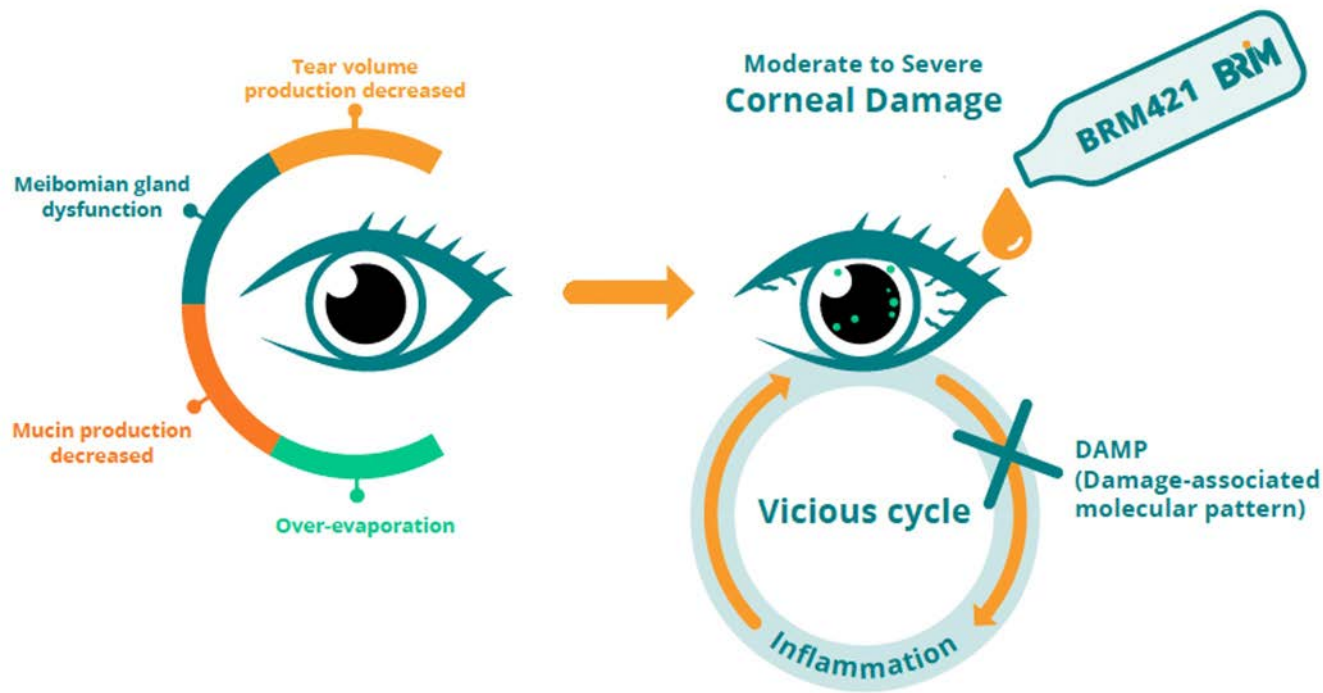 Tear volume
production decreased
Meibomian gland
dysfunction
Mucin production
decreased
Over-evaporation
Moderate to Severe
Corneal Damage
BRM421 BRIM
DAMP
(Damage-associated
molecular pattern)
Vicious cycle
Inflammation